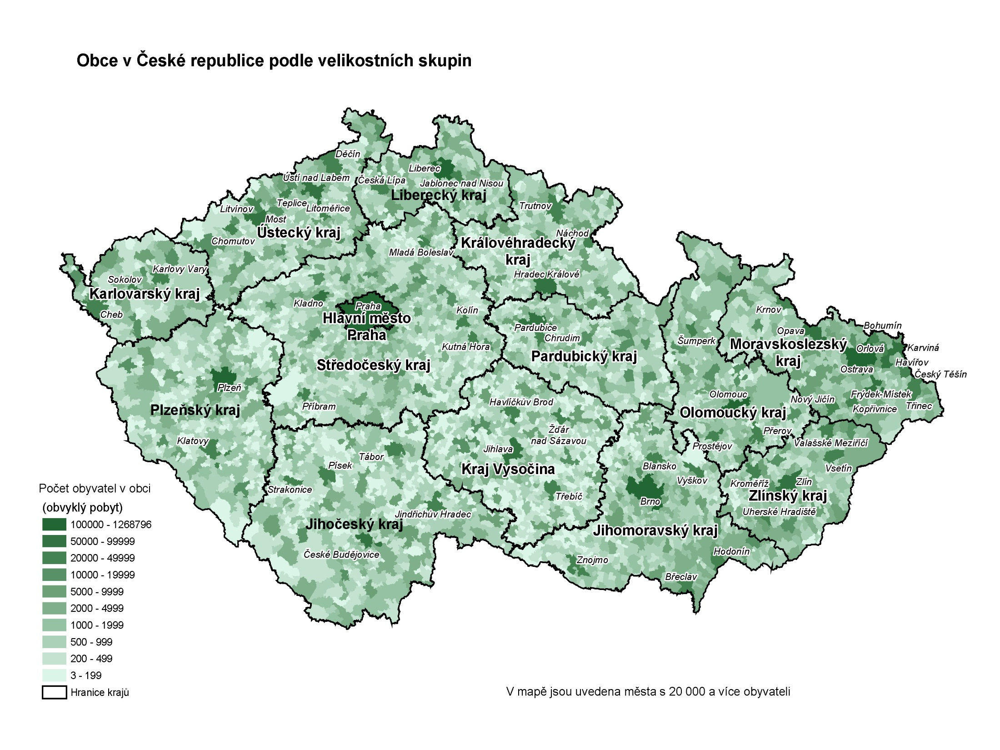 Obce v České republice podle velikostních skupin
Děčín
Liberec
Ústí nad Labem
Česká Lípa
Jablonec nad Nisou
Liberecký kraj
Teplice
Litoměřice
Litvínov
Trutnov
Most
Ústecký kraj
Náchod
Chomutov
Královéhradecký
kraj
Mladá Boleslav
Karlovy Vary
Hradec Králové
Sokolov
Karlovarský kraj
Kladno
Praha
Kolín
Krnov
Cheb
Hlavní město
Praha
Pardubice
Chrudim
Bohumín
Opava
Šumperk
Moravskoslezský
kraj
Orlová
Karviná
Kutná Hora
Pardubický kraj
Havířov
Středočeský kraj
Ostrava
Český Těšín
Plzeň
Olomouc
Frýdek-Místek
Nový Jičín
Havlíčkův Brod
Příbram
Kopřivnice
Třinec
Plzeňský kraj
Olomoucký kraj
Žďár
nad Sázavou
Přerov
Klatovy
Valašské Meziříčí
Prostějov
Jihlava
Tábor
Písek
Kraj Vysočina
Blansko
Vsetín
Vyškov
Kroměříž
Zlín
Strakonice
Třebíč
Zlínský kraj
Brno
Uherské Hradiště
Jindřichův Hradec
Jihočeský kraj
Jihomoravský kraj
České Budějovice
Hodonín
Znojmo
Břeclav
Počet obyvatel v obci
(obvyklý pobyt)
100000 - 1268796
50000 - 99999
20000 - 49999
10000 - 19999
5000 - 9999
2000 - 4999
1000 - 1999
500 - 999
200 - 499
3 - 199
Hranice krajů
V mapě jsou uvedena města s 20 000 a více obyvateli